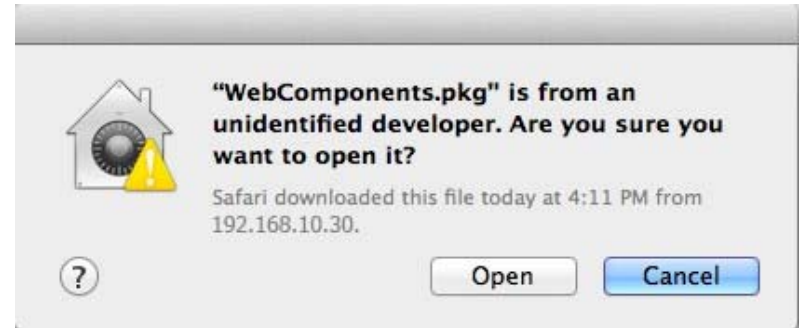 “WebComponents.pkg" is from an
unidentified developer. Are you sure you
want to open it?
Safari downloaded this file today at 4:11 PM from
192.168.10.30.
?
Open
Cancel